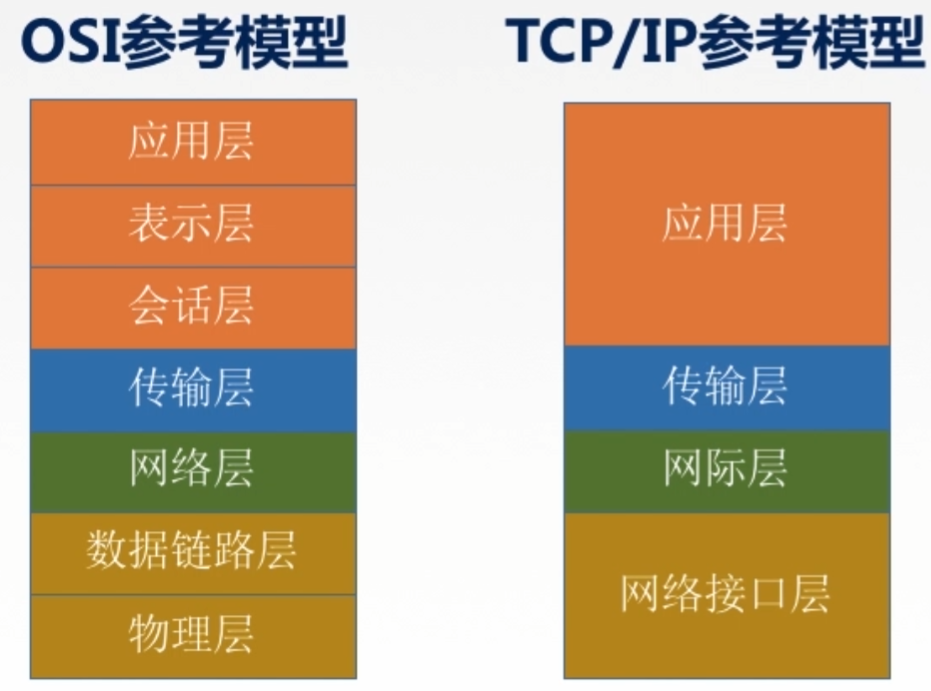 OSI参考模型
应用层
表示层
会话层
传输层
网络层
数据链路层
物理层
TCP/IP参考模型
应用层
传输层
网际层
网络接口层